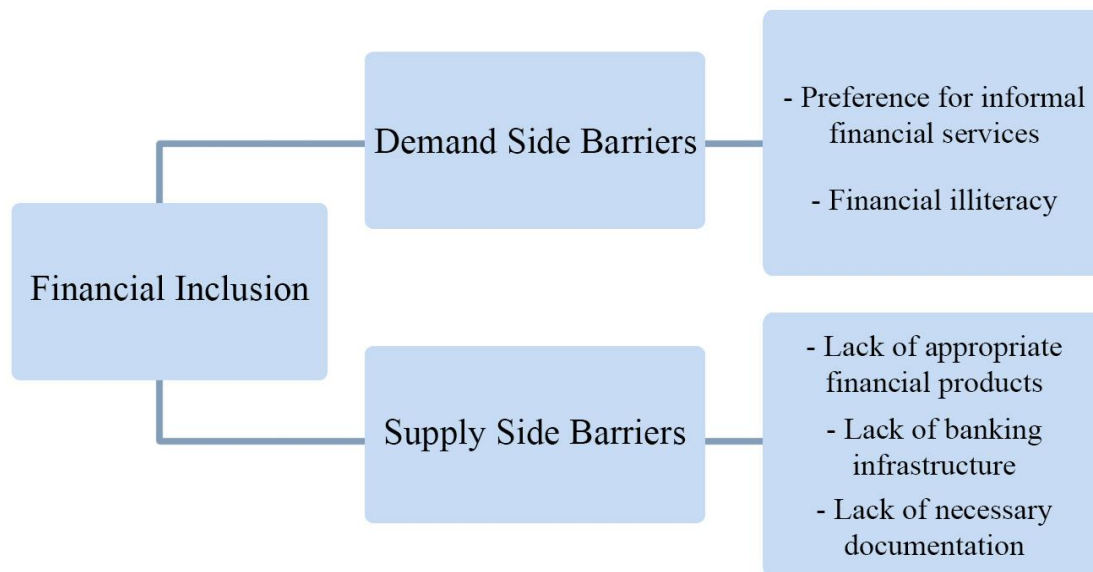 Financial Inclusion
Demand Side Barriers
- Preference for informal
financial services
- Financial illiteracy
Supply Side Barriers
- Lack of appropriate
financial products
- Lack of banking
infrastructure
- Lack of necessary
documentation